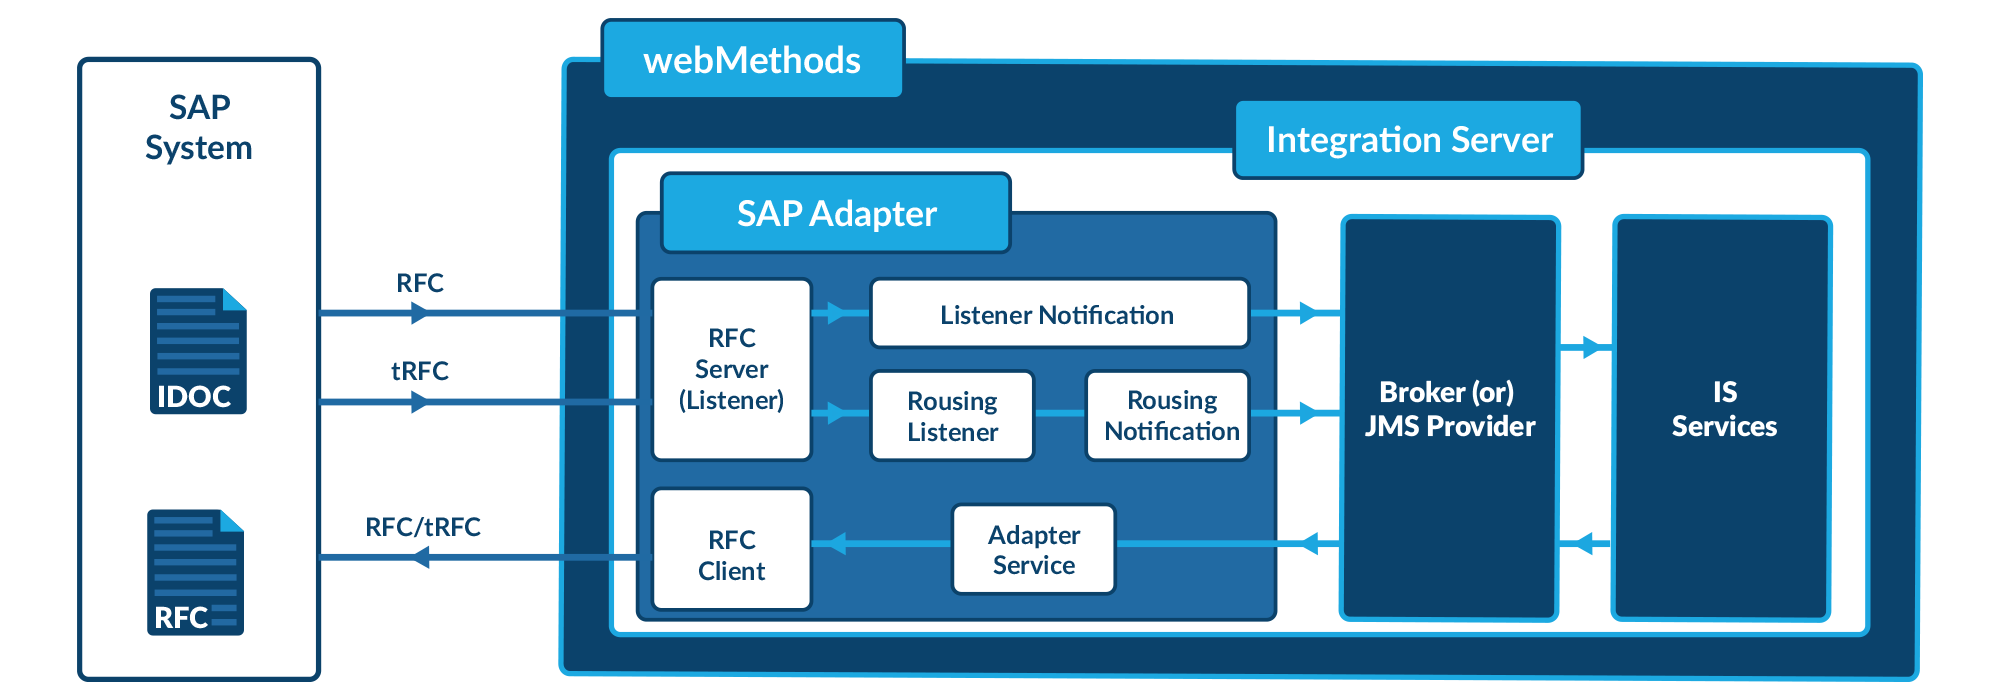 webMethods
SAP
System
Integration Server
SAP Adapter
RFC
tRFC
RFC/tRFC
IDOC
RFC
RFC
Server
(Listener)
Listener Notification
Rousing
Listener
Rousing
Notification
RFC
Client
Adapter
Service
Broker (or)
JMS Provider
IS
Services